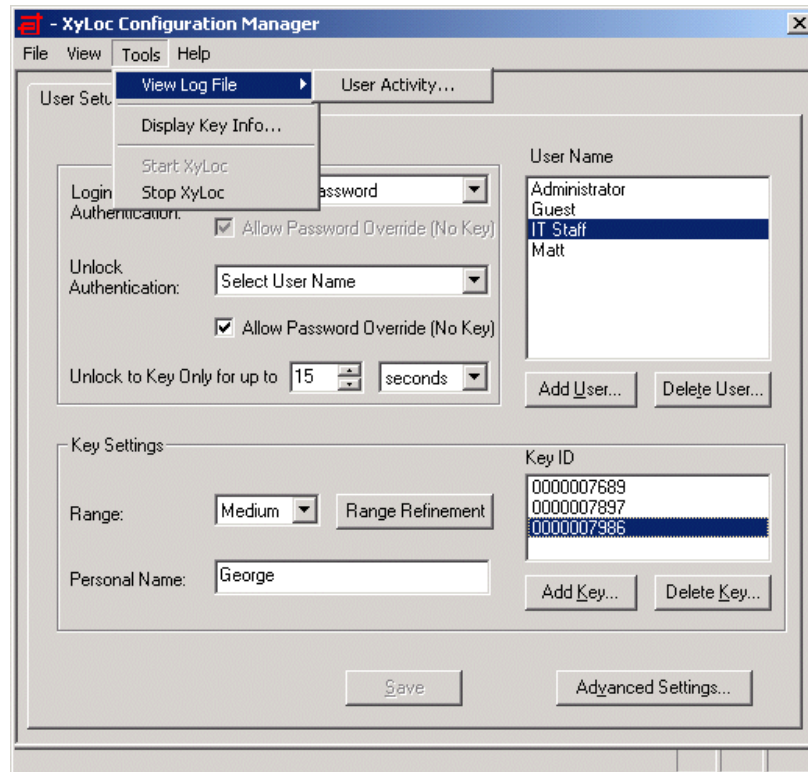 - XyLoc Configuration Manager
File View Tools Help
View Log File User Activity...
User Setu
Display Key Info...
Start XyLoc
Stop XyLoc
User Name
Login assword
Authentication:
Allow Password Override (No Key)
Administrator
Guest
IT Staff
Matt
Unlock
Authentication:
Select User Name
Allow Password Override (No Key)
Unlock to Key Only for up to 15 seconds
Add User... Delete User...
Key Settings
Key ID
Range: Medium Range Refinement
0000007689
0000007897
0000007986
Personal Name: George
Add Key... Delete Key...
Save Advanced Settings...